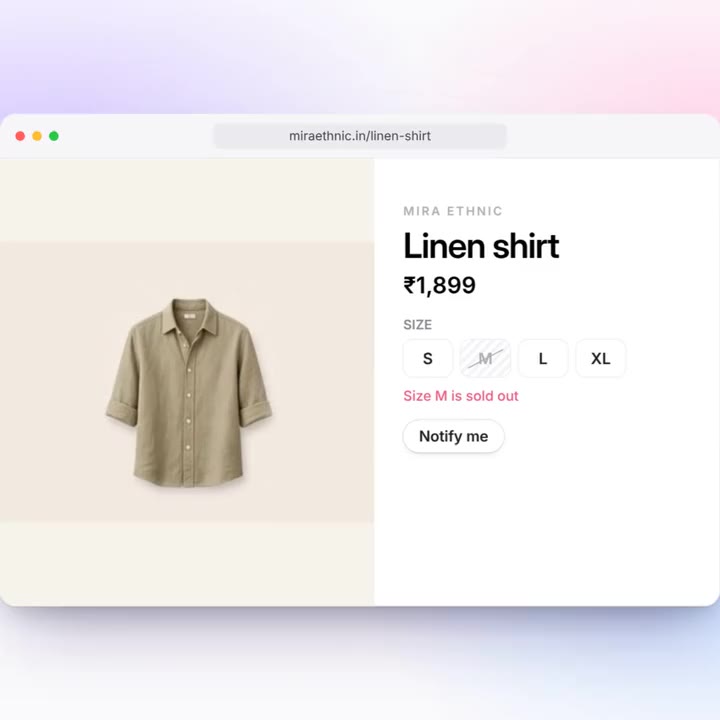 miraethnic.in/linen-shirt
MIRA ETHNIC
Linen shirt
₹1,899
SIZE
S M L XL
Size M is sold out
Notify me